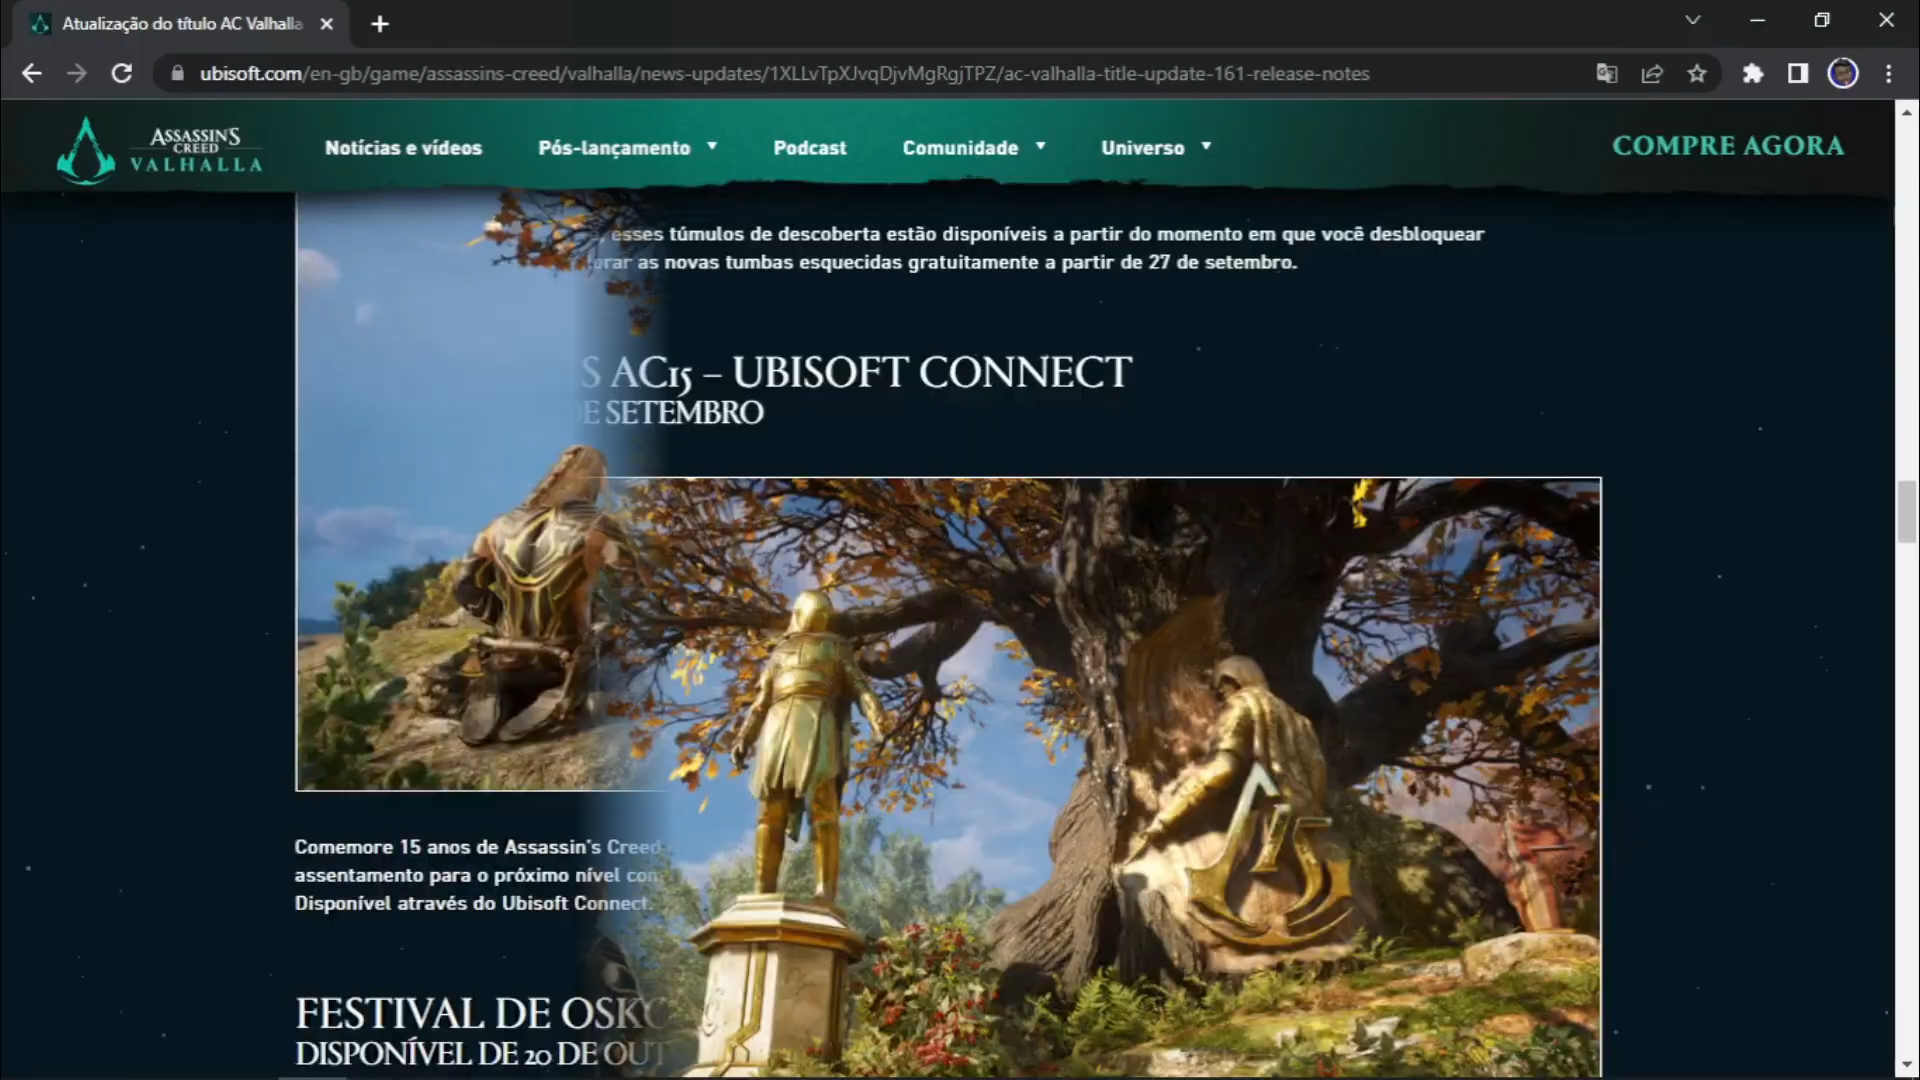 Atualização do título AC Valhalla
ubisoft.com/en-gb/game/assassins-creed/valhalla/news-updates/1XLLvTpXJvqDjvMgRgjTPZ/ac-valhalla-title-update-161-release-notes
ASSASSIN'S
CREED
VALHALLA
Notícias e vídeos
Pós-lançamento
Podcast
Comunidade
Universo
COMPRE AGORA
esses túmulos de descoberta estão disponíveis a partir do momento em que você desbloquear
as novas tumbas esquecidas gratuitamente a partir de 27 de setembro.
AC15 – UBISOFT CONNECT
DE SETEMBRO
15
Comemore 15 anos de Assassin's Creed
assentamento para o próximo nível com
Disponível através do Ubisoft Connect.
FESTIVAL DE
DISPONÍVEL DE 20 DE